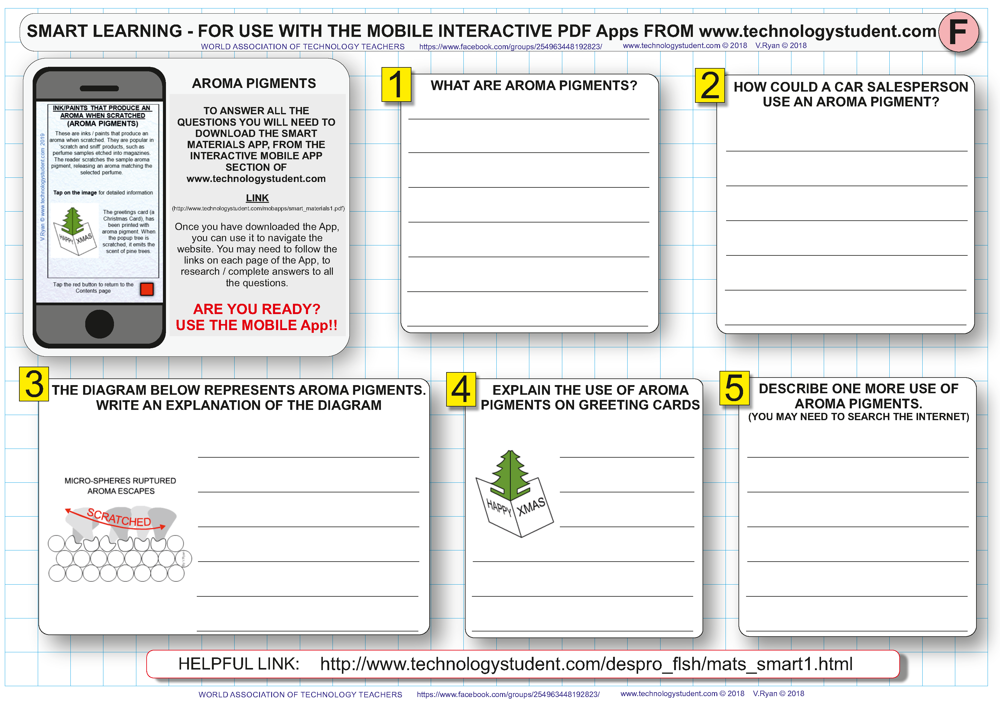 SMART LEARNING - FOR USE WITH THE MOBILE INTERACTIVE PDF Apps FROM www.technologystudent.com
F
WORLD ASSOCIATION OF TECHNOLOGY TEACHERS https://www.facebook.com/groups/254963448192823/ www.technologystudent.com © 2018 V.Ryan © 2018
INK/PAINTS THAT PRODUCE AN
AROMA WHEN SCRATCHED
(AROMA PIGMENTS)
These are inks / paints that produce an
aroma when scratched. They are popular in
'scratch and sniff' products, such as
perfume samples etched into magazines.
The reader scratches the sample aroma
pigment, releasing an aroma matching the
selected perfume.
Tap on the image for detailed information
The greetings card (a
Christmas Card), has
been printed with
aroma pigment. When
the popup tree is
scratched, it emits the
scent of pine trees.
HAPPY XMAS
Tap the red button to return to the
Contents page
V.Ryan © www.technologystudent.com 2019
AROMA PIGMENTS
TO ANSWER ALL THE
QUESTIONS YOU WILL NEED TO
DOWNLOAD THE SMART
MATERIALS APP, FROM THE
INTERACTIVE MOBILE APP
SECTION OF
www.technologystudent.com
LINK
(http://www.technologystudent.com/mobapps/smart_materials1.pdf)
Once you have downloaded the App,
you can use it to navigate the
website. You may need to follow the
links on each page of the App, to
research / complete answers to all
the questions.
ARE YOU READY?
USE THE MOBILE App!!
1
WHAT ARE AROMA PIGMENTS?
2
HOW COULD A CAR SALESPERSON
USE AN AROMA PIGMENT?
3
THE DIAGRAM BELOW REPRESENTS AROMA PIGMENTS.
WRITE AN EXPLANATION OF THE DIAGRAM
MICRO-SPHERES RUPTURED
AROMA ESCAPES
SCRATCHED
By V.Ryan
4
EXPLAIN THE USE OF AROMA
PIGMENTS ON GREETING CARDS
HAPPY XMAS
5
DESCRIBE ONE MORE USE OF
AROMA PIGMENTS.
(YOU MAY NEED TO SEARCH THE INTERNET)
HELPFUL LINK: http://www.technologystudent.com/despro_flsh/mats_smart1.html
WORLD ASSOCIATION OF TECHNOLOGY TEACHERS https://www.facebook.com/groups/254963448192823/ www.technologystudent.com © 2018 V.Ryan © 2018